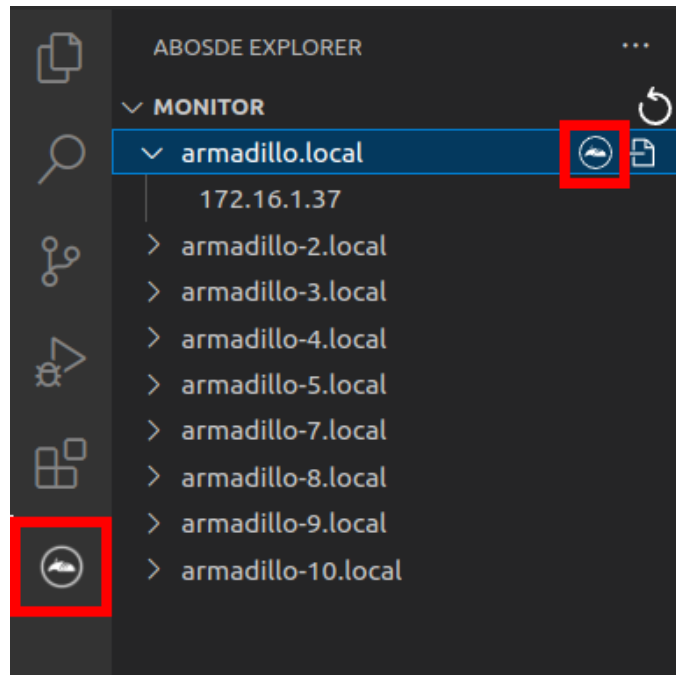 ABOSDE EXPLORER
MONITOR
armadillo.local
172.16.1.37
armadillo-2.local
armadillo-3.local
armadillo-4.local
armadillo-5.local
armadillo-7.local
armadillo-8.local
armadillo-9.local
armadillo-10.local